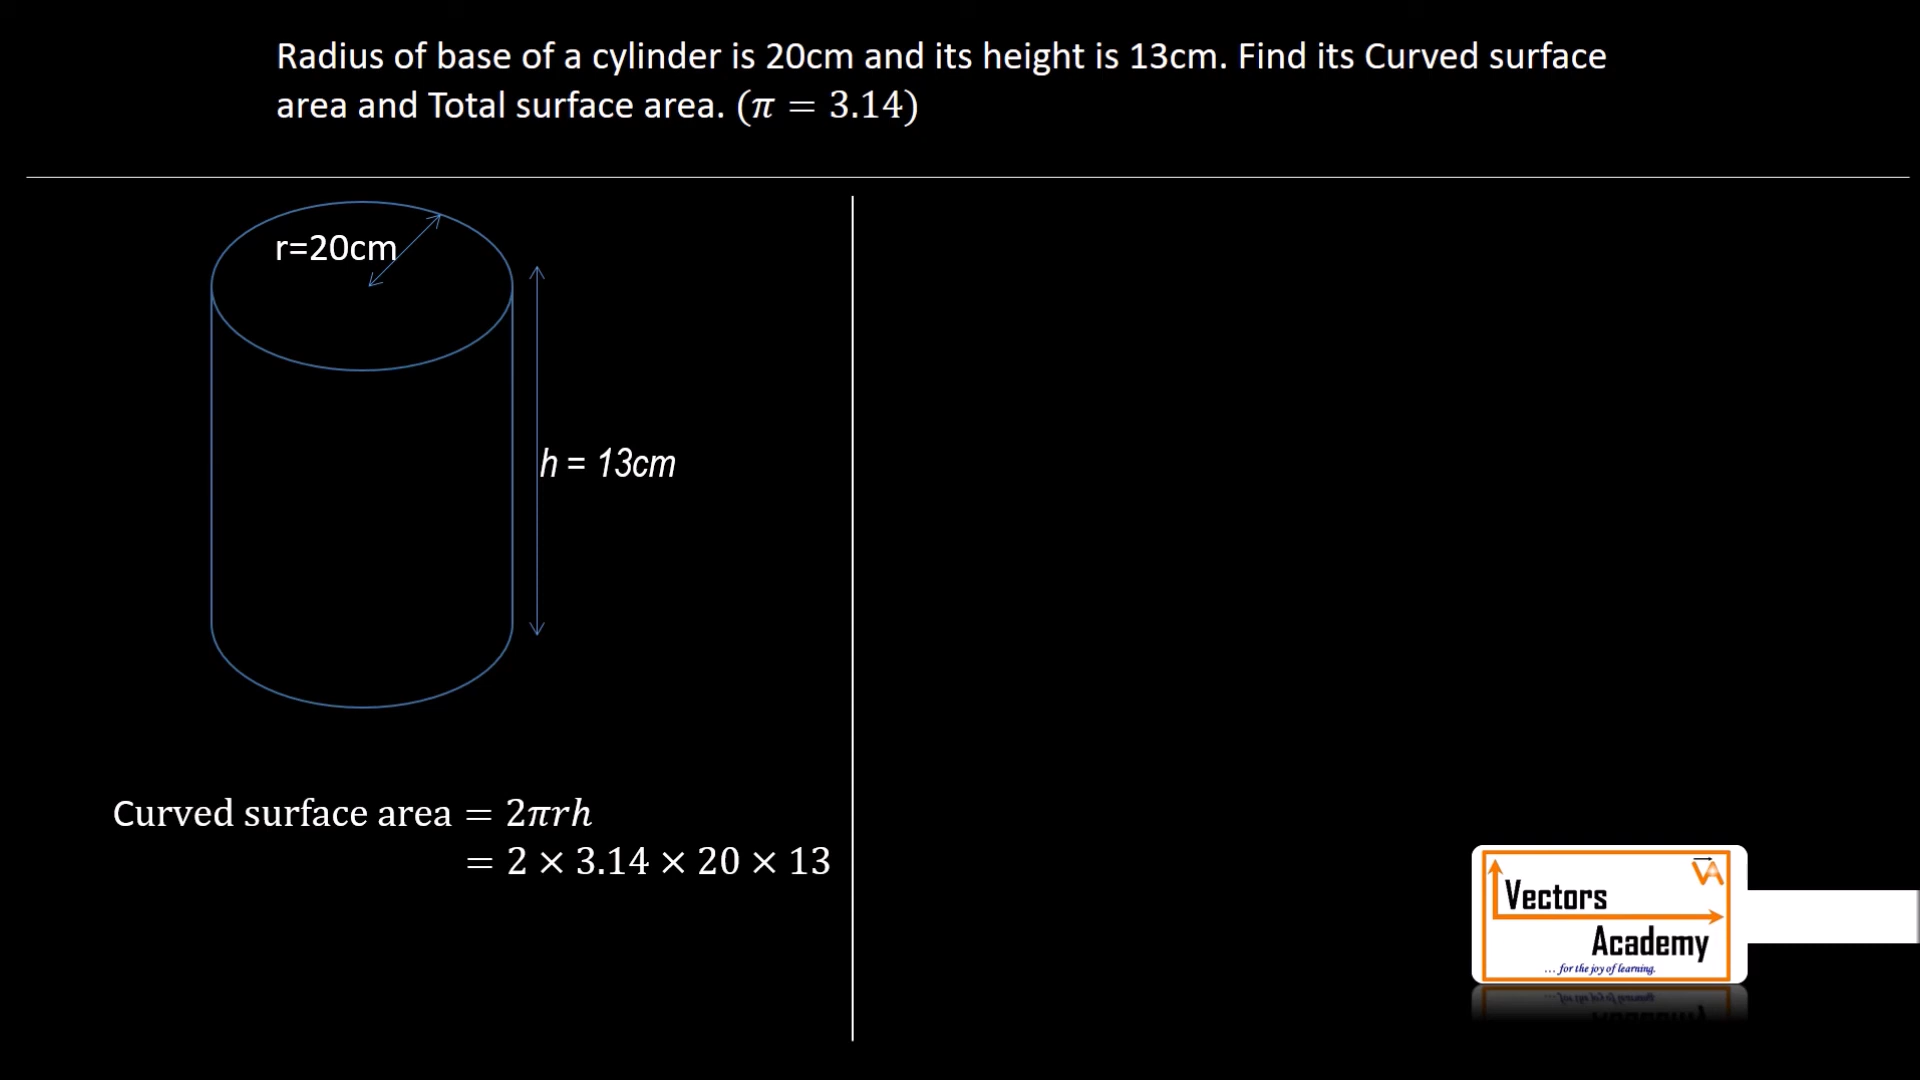 Radius of base of a cylinder is 20cm and its height is 13cm. Find its Curved surface
area and Total surface area. (π = 3.14)
r=20cm
h = 13cm
Curved surface area = 2πrh
= 2 × 3.14 × 20 × 13
VA
Vectors
Academy
... for the joy of learning.